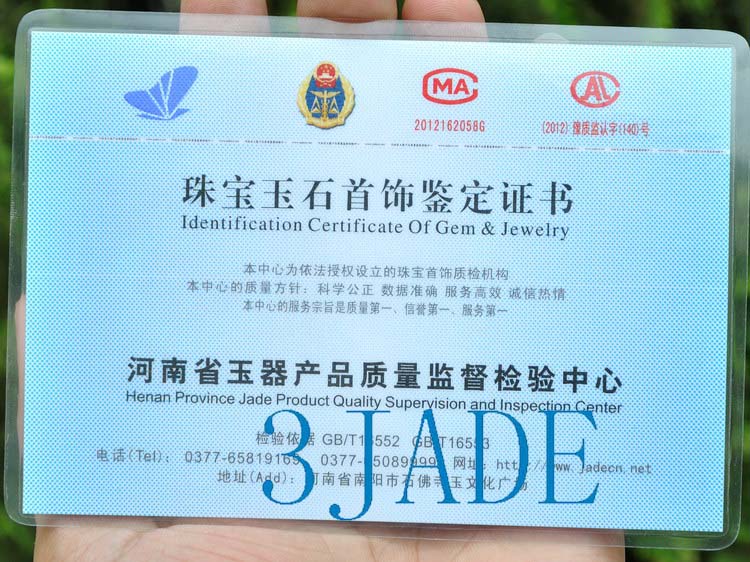 MA
2012162058G
CAL
(2012) 豫质监认字(140)号
珠宝玉石首饰鉴定证书
Identification Certificate Of Gem & Jewelry
本中心为依法授权设立的珠宝首饰质检机构
本中心的质量方针：科学公正 数据准确 服务高效 诚信热情
本中心的服务宗旨是质量第一、信誉第一、服务第一
河南省玉器产品质量监督检验中心
Henan Province Jade Product Quality Supervision and Inspection Center
检验依据 GB/T16552 GB/T16553
电话(Tel): 0377-6581916 0377-65089999 网址: http://www.jadecn.net
地址(Add): 河南省南阳市石佛寺玉文化广场
3JADE